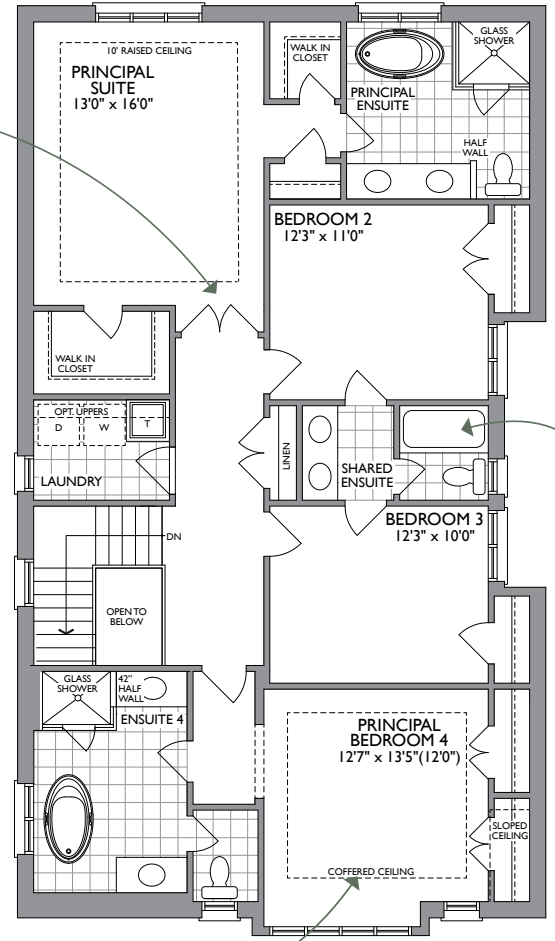 10' RAISED CEILING
PRINCIPAL
SUITE
13'0" x 16'0"
WALK IN
CLOSET
GLASS
SHOWER
PRINCIPAL
ENSUITE
HALF
WALL
BEDROOM 2
12'3" x 11'0"
WALK IN
CLOSET
OPT. UPPERS
D
W
T
LAUNDRY
LINEN
SHARED
ENSUITE
BEDROOM 3
12'3" x 10'0"
DN
OPEN TO
BELOW
GLASS
SHOWER
42"
HALF
WALL
ENSUITE 4
PRINCIPAL
BEDROOM 4
12'7" x 13'5"(12'0")
SLOPED
CEILING
COFFERED CEILING